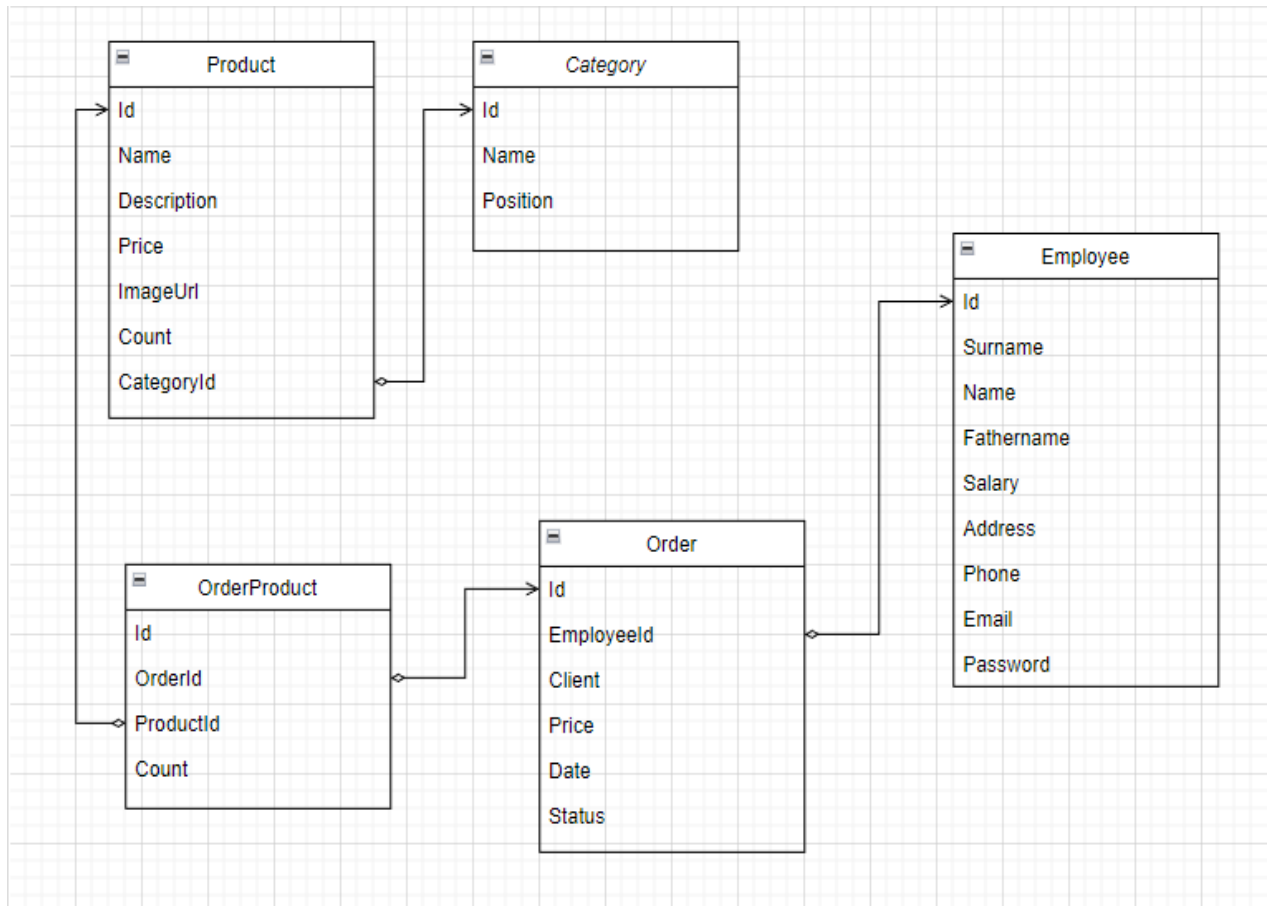 Product
Id
Name
Description
Price
ImageUrl
Count
CategoryId
Category
Id
Name
Position
Employee
Id
Surname
Name
Fathername
Salary
Address
Phone
Email
Password
OrderProduct
Id
OrderId
ProductId
Count
Order
Id
EmployeeId
Client
Price
Date
Status